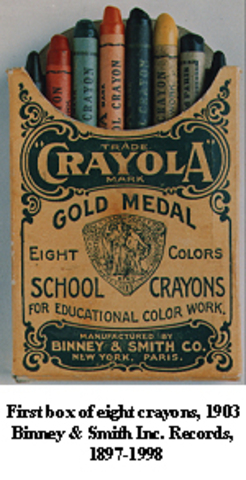 CRAYON
TRADE
"CRAYOLA"
MARK
GOLD MEDAL
EIGHT COLORS
SCHOOL CRAYONS
FOR EDUCATIONAL COLOR WORK.
MANUFACTURED BY
BINNEY & SMITH CO.
NEW YORK, PARIS.
First box of eight crayons, 1903
Binney & Smith Inc. Records,
1897-1998